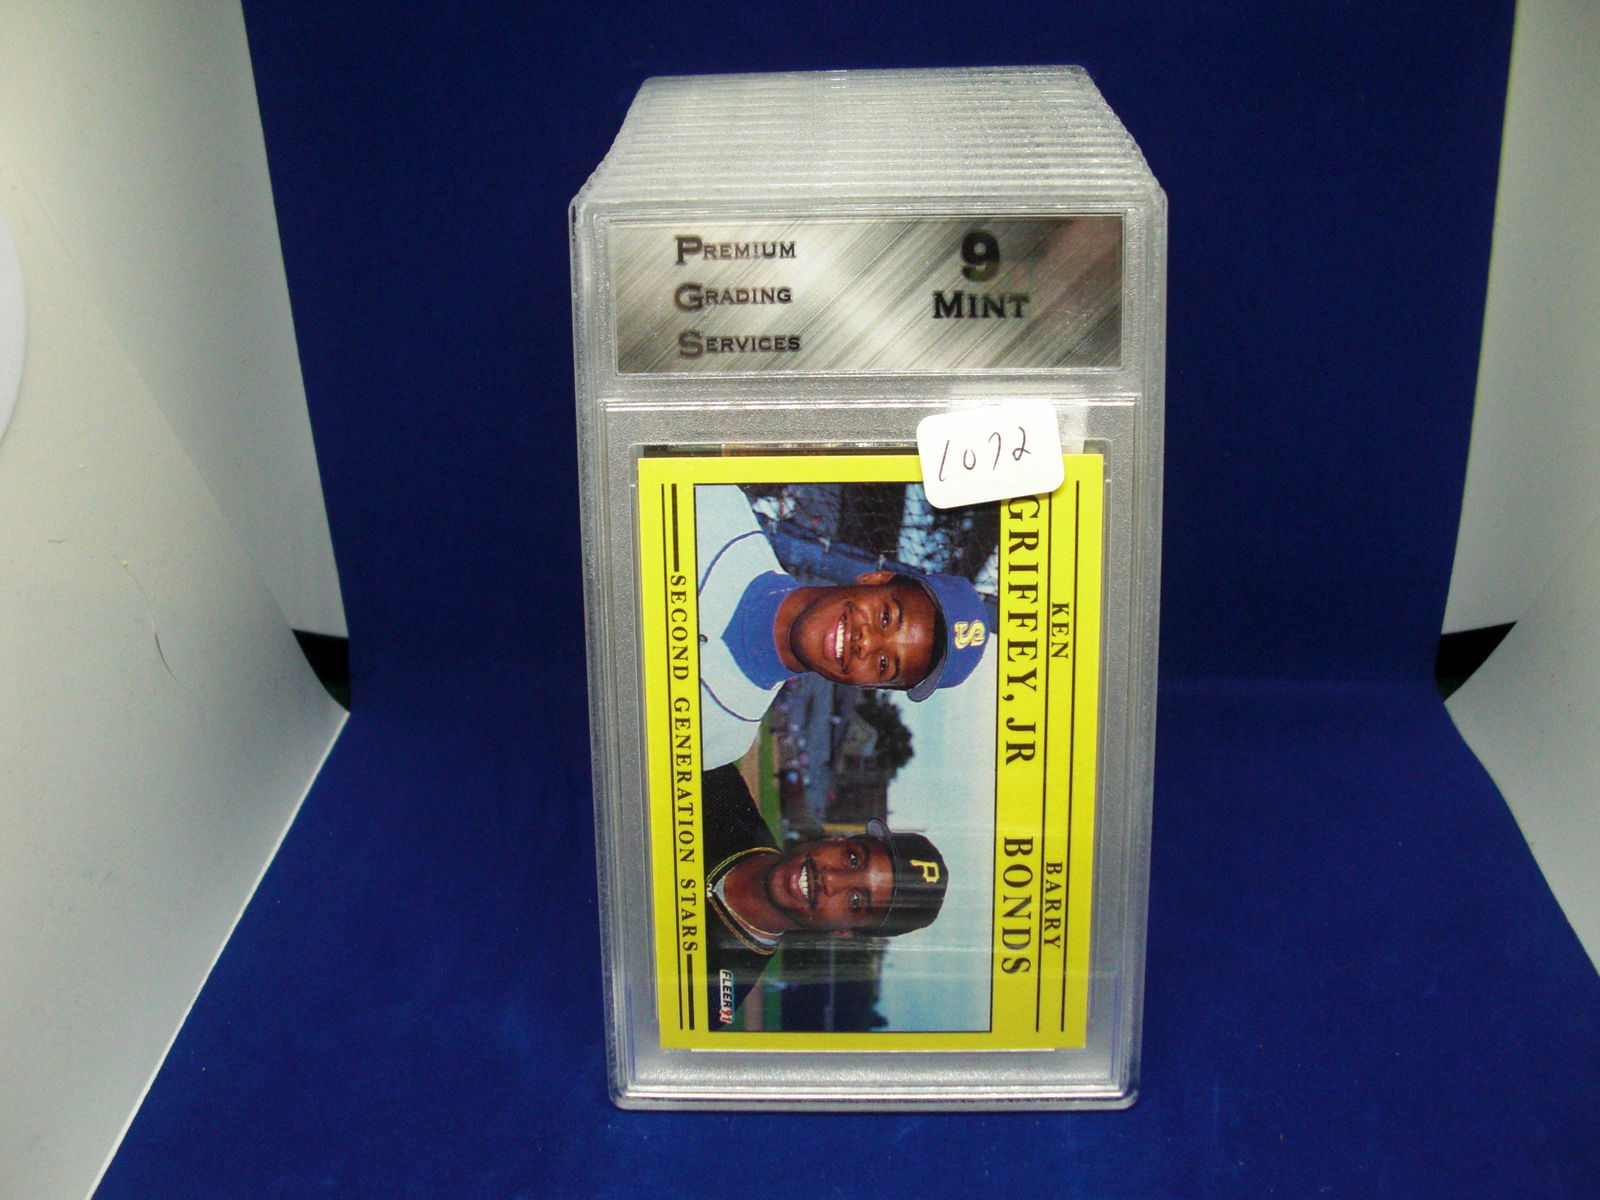 PREMIUM
GRADING
SERVICES
9
MINT
1072
KEN BARRY
GRIFFEY, JR BONDS
S
P
SECOND GENERATION STARS
FLEER 91